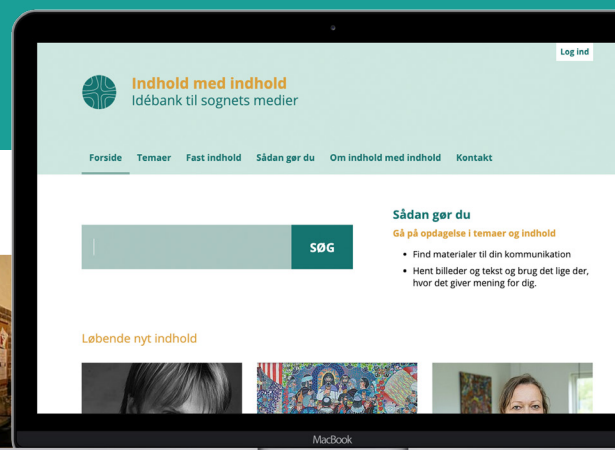 Log ind
Indhold med indhold
Idébank til sognets medier
Forside Temaer Fast indhold Sådan gør du Om indhold med indhold Kontakt
SØG
Sådan gør du
Gå på opdagelse i temaer og indhold
• Find materialer til din kommunikation
• Hent billeder og tekst og brug det lige der,
hvor det giver mening for dig.
Løbende nyt indhold
MacBook